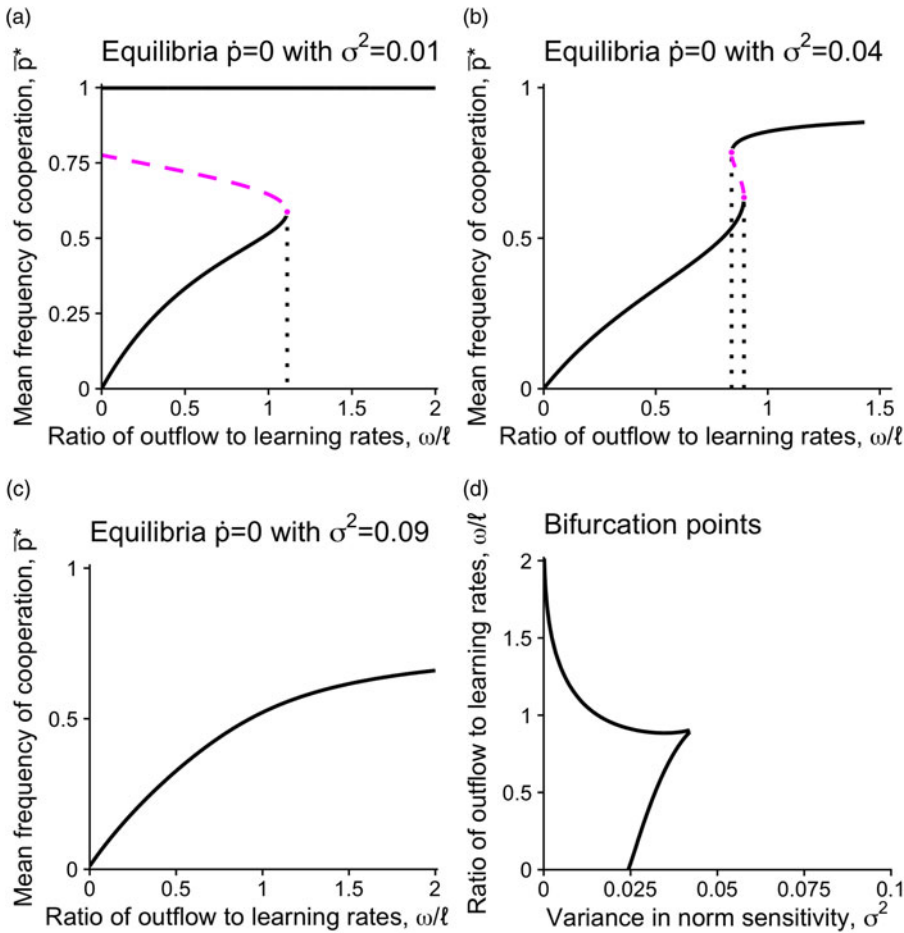 (a)
Equilibria ṗ=0 with σ²=0.01
Mean frequency of cooperation, p̅*
1
0.75
0.5
0.25
0
0 0.5 1 1.5 2
Ratio of outflow to learning rates, ω/ℓ
(b)
Equilibria ṗ=0 with σ²=0.04
Mean frequency of cooperation, p̅*
1
0.5
0
0 0.5 1 1.5
Ratio of outflow to learning rates, ω/ℓ
(c)
Equilibria ṗ=0 with σ²=0.09
Mean frequency of cooperation, p̅*
1
0.5
0
0 0.5 1 1.5 2
Ratio of outflow to learning rates, ω/ℓ
(d)
Bifurcation points
Ratio of outflow to learning rates, ω/ℓ
2
1.5
1
0.5
0
0 0.025 0.05 0.075 0.1
Variance in norm sensitivity, σ²